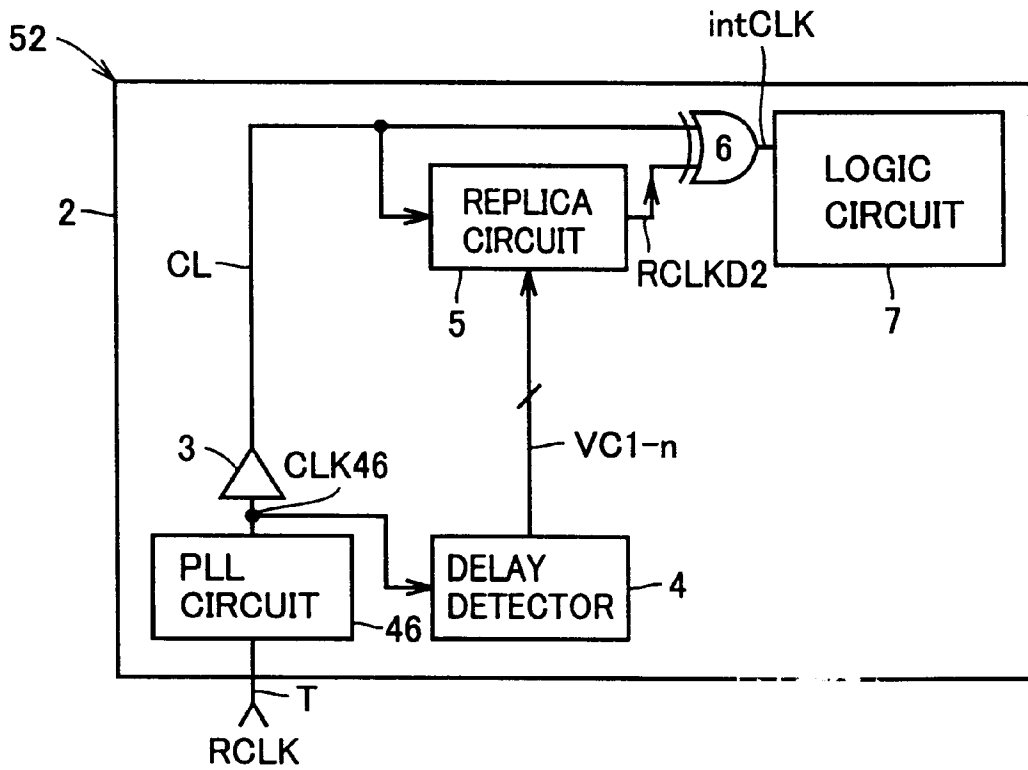 52
intCLK
2
6
REPLICA
CIRCUIT
LOGIC
CIRCUIT
CL
RCLKD2
5
7
3
CLK46
VC1-n
PLL
CIRCUIT
DELAY
DETECTOR
4
46
T
RCLK